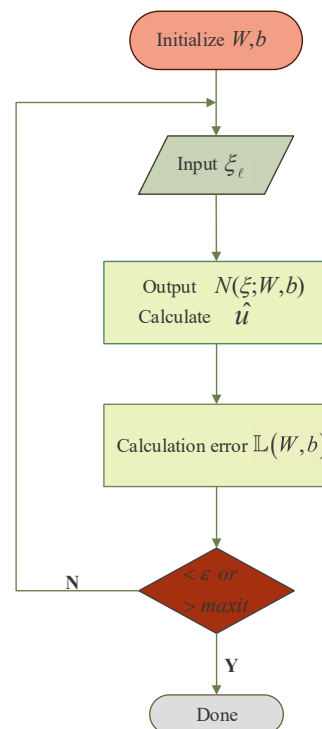 Initialize W,b
Input ξ_ℓ
Output N(ξ;W,b)
Calculate û
Calculation error 𝕃(W,b)
< ε or
> maxit
N
Y
Done